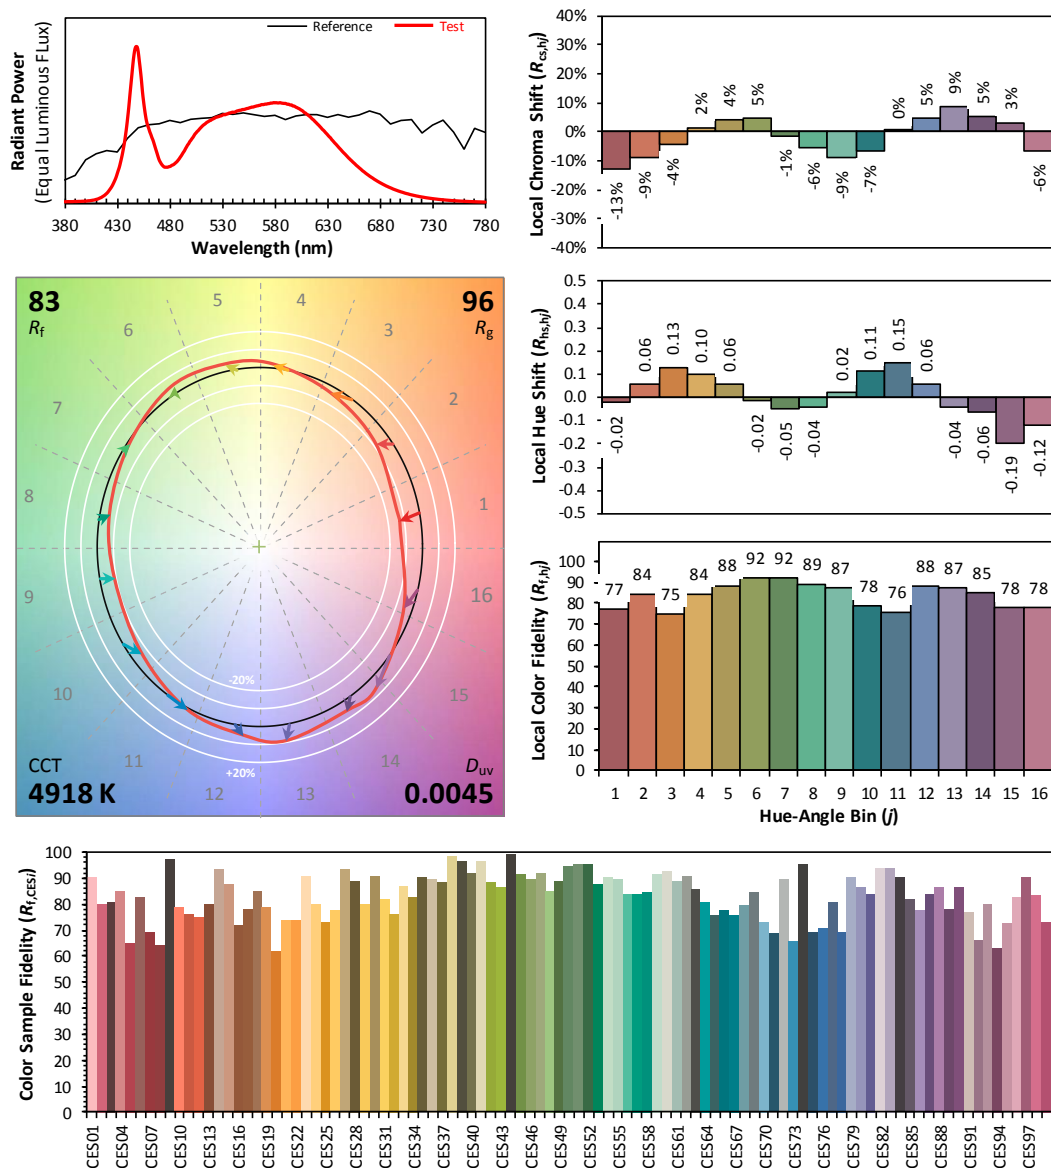 Radiant Power
(Equal Luminous FLux)
Reference
Test
380 430 480 530 580 630 680 730 780
Wavelength (nm)
Local Chroma Shift (Rcs,hj)
40%
30%
20%
10%
0%
-10%
-20%
-30%
-40%
-13% -9% -4% 2% 4% 5% -1% -6% -9% -7% 0% 5% 9% 5% 3% -6%
83
Rf
96
Rg
CCT
4918 K
Duv
0.0045
1 2 3 4 5 6 7 8 9 10 11 12 13 14 15 16
-20%
+20%
Local Hue Shift (Rhs,hj)
0.5
0.4
0.3
0.2
0.1
0.0
-0.1
-0.2
-0.3
-0.4
-0.5
-0.02 0.06 0.13 0.10 0.06 -0.02 -0.05 -0.04 0.02 0.11 0.15 0.06 -0.04 -0.06 -0.19 -0.12
Local Color Fidelity (Rf,hj)
100
90
80
70
60
50
40
30
20
10
0
77 84 75 84 88 92 92 89 87 78 76 88 87 85 78 78
1 2 3 4 5 6 7 8 9 10 11 12 13 14 15 16
Hue-Angle Bin (j)
Color Sample Fidelity (Rf,CESi)
100
90
80
70
60
50
40
30
20
10
0
CES01 CES04 CES07 CES10 CES13 CES16 CES19 CES22 CES25 CES28 CES31 CES34 CES37 CES40 CES43 CES46 CES49 CES52 CES55 CES58 CES61 CES64 CES67 CES70 CES73 CES76 CES79 CES82 CES85 CES88 CES91 CES94 CES97